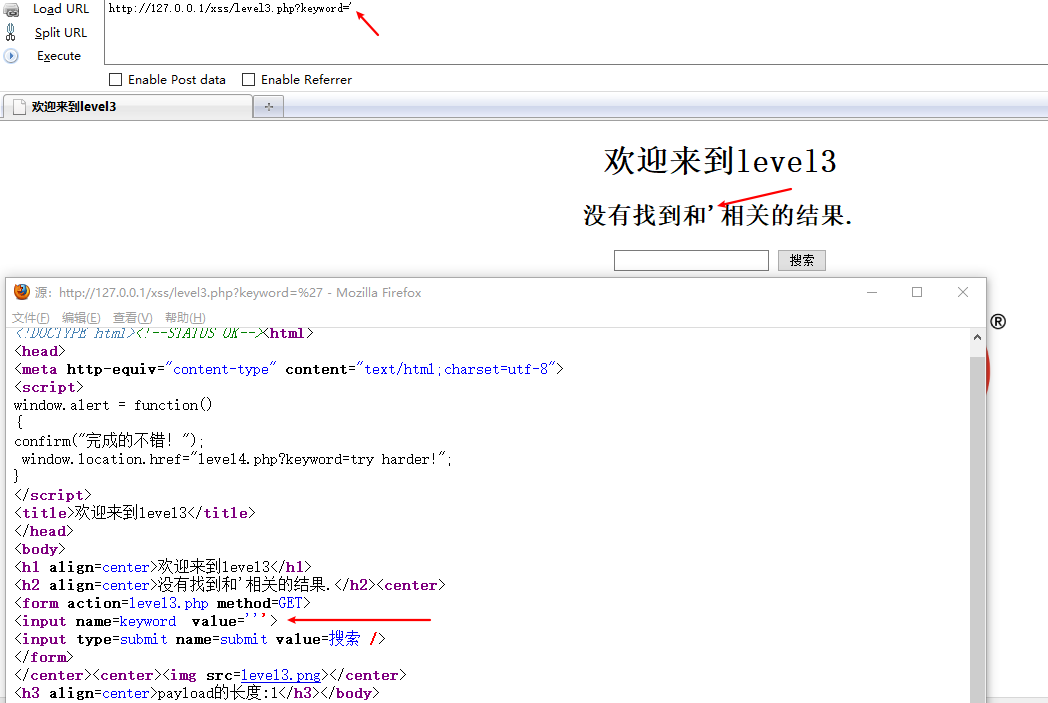 Load URL
http://127.0.0.1/xss/level3.php?keyword='
Split URL
Execute
Enable Post data Enable Referrer
欢迎来到level3
欢迎来到level3
没有找到和'相关的结果.
搜索
源: http://127.0.0.1/xss/level3.php?keyword=%27 - Mozilla Firefox
文件(F) 编辑(E) 查看(V) 帮助(H)
®
<!DOCTYPE html><!--STATUS OK--><html>
<head>
<meta http-equiv="content-type" content="text/html;charset=utf-8">
<script>
window.alert = function()
{
confirm("完成的不错！");
window.location.href="level4.php?keyword=try harder!";
}
</script>
<title>欢迎来到level3</title>
</head>
<body>
<h1 align=center>欢迎来到level3</h1>
<h2 align=center>没有找到和'相关的结果.</h2><center>
<form action=level3.php method=GET>
<input name=keyword  value='''>
<input type=submit name=submit value=搜索 />
</form>
</center><center><img src=level3.png></center>
<h3 align=center>payload的长度:1</h3></body>